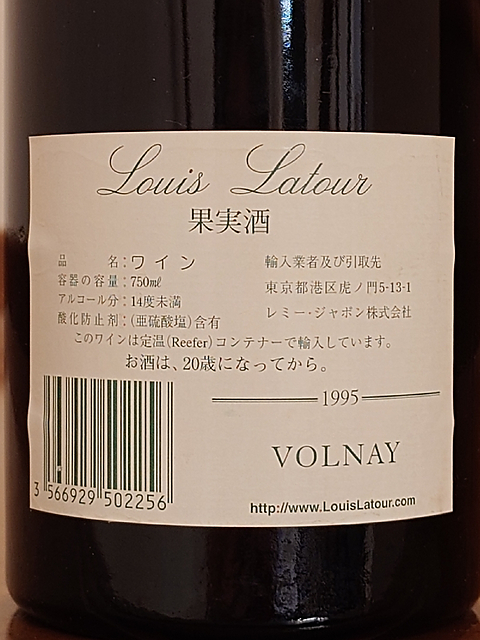 Louis Latour
果実酒
品　　名：ワイン
容器の容量：750㎖
アルコール分：14度未満
酸化防止剤：(亜硫酸塩)含有
輸入業者及び引取先
東京都港区虎ノ門5-13-1
レミー・ジャポン株式会社
このワインは定温(Reefer)コンテナーで輸入しています。
お酒は、20歳になってから。
1995
VOLNAY
3 566929 502256
http://www.LouisLatour.com